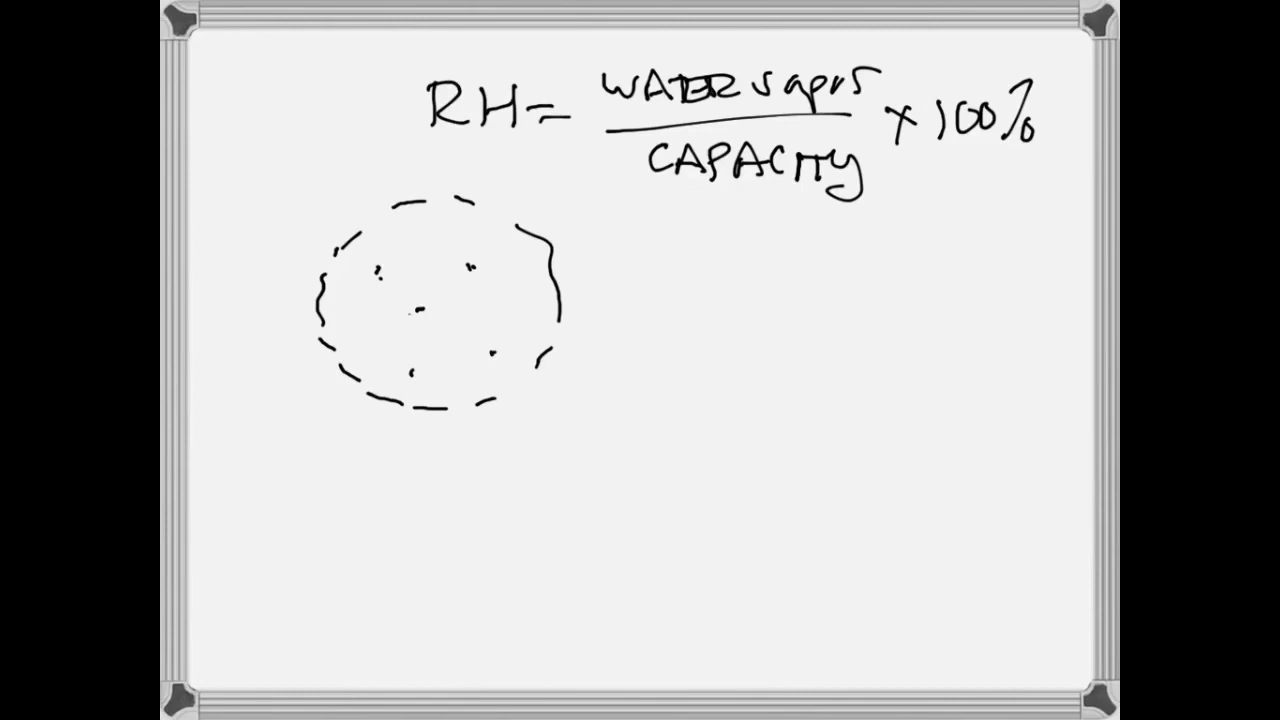 RH = WATER vapor
CAPACITY × 100%